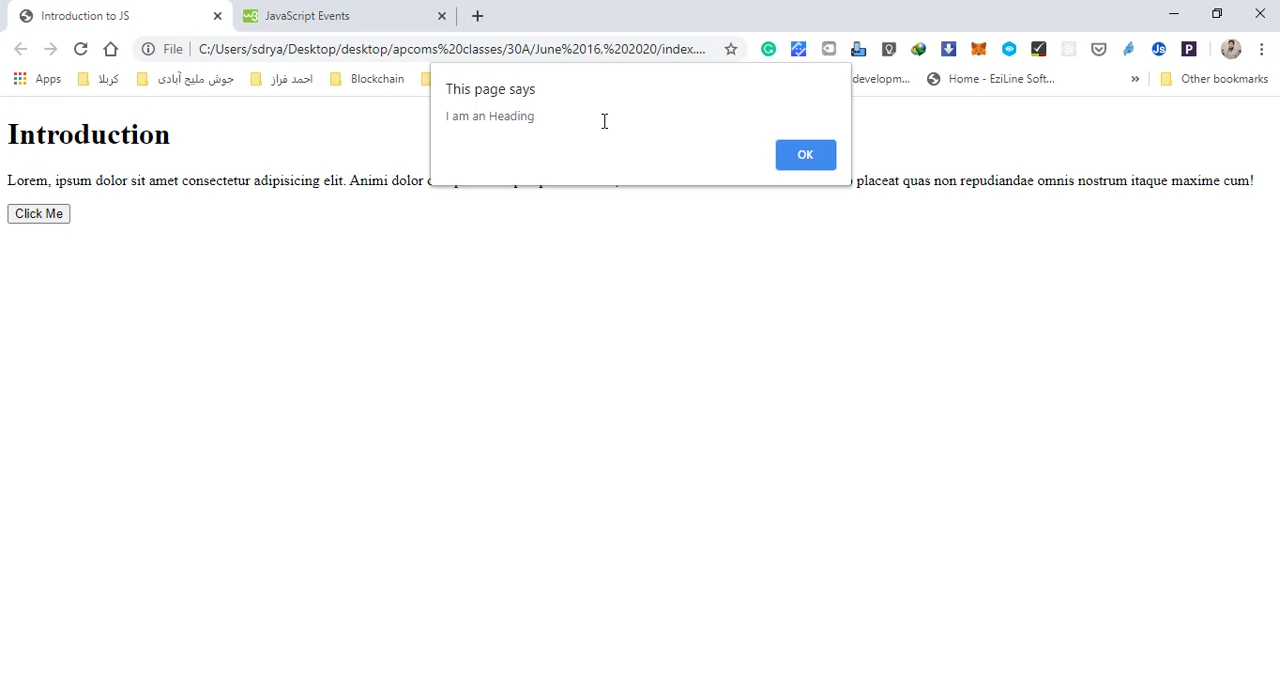 Introduction to JS
JavaScript Events
File
C:/Users/sdrya/Desktop/desktop/apcoms%20classes/30A/June%2016,%202020/index....
Apps
کربلا
جوش ملیح آبادی
احمد فراز
Blockchain
developm...
Home - EziLine Soft...
»
Other bookmarks
This page says
I am an Heading
OK
Introduction
Lorem, ipsum dolor sit amet consectetur adipisicing elit. Animi dolor
placeat quas non repudiandae omnis nostrum itaque maxime cum!
Click Me